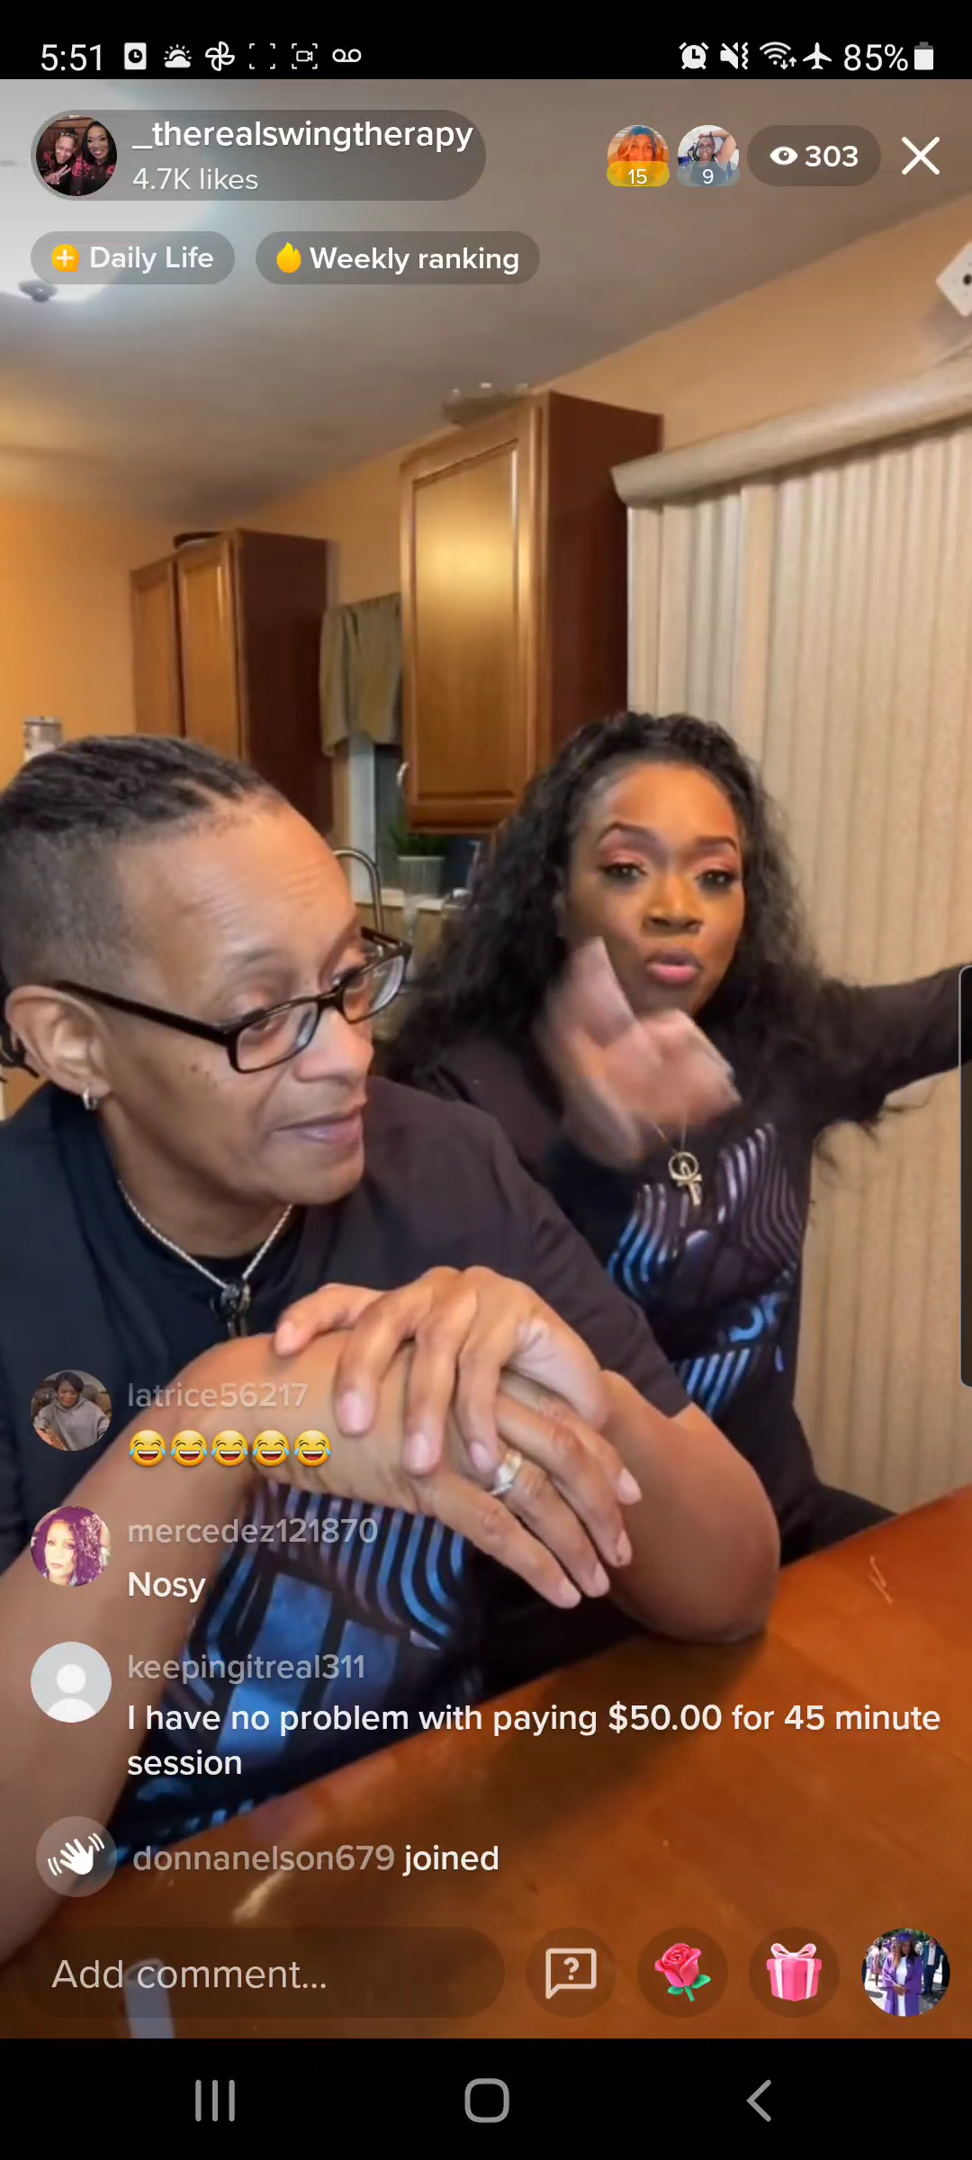 5:51
85%
_therealswingtherapy
4.7K likes
15
9
303
Daily Life
Weekly ranking
latrice56217
😂😂😂😂😂
mercedez121870
Nosy
keepingitreal311
I have no problem with paying $50.00 for 45 minute
session
donnanelson679 joined
Add comment...